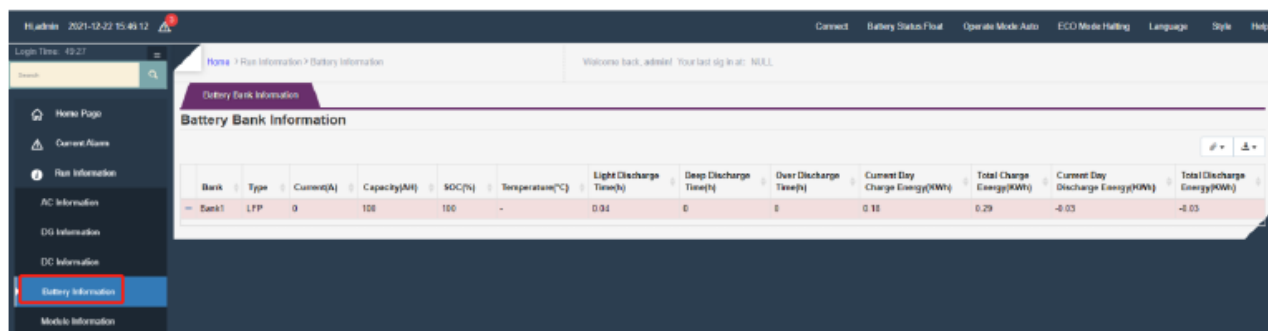 Hi,admin 2021-12-22 15:46:12
Connect Battery Status:Float Operate Mode:Auto ECO Mode:Halting Language Style Help
Login Time: 49:27
Search
Home > Run Information > Battery Information
Welcome back, admin! Your last sig in at: NULL
Battery Bank Information
Battery Bank Information
Home Page
Current Alarm
Run Information
AC Information
DG Information
DC Information
Battery Information
Module Information
Bank Type Current(A) Capacity(AH) SOC(%) Temperature(°C) Light Discharge Time(h) Deep Discharge Time(h) Over Discharge Time(h) Current Day Charge Energy(KWh) Total Charge Energy(KWh) Current Day Discharge Energy(KWh) Total Discharge Energy(KWh)
Bank1 LFP 0 100 - 0.04 0 0 0.29 -0.03 -0.03